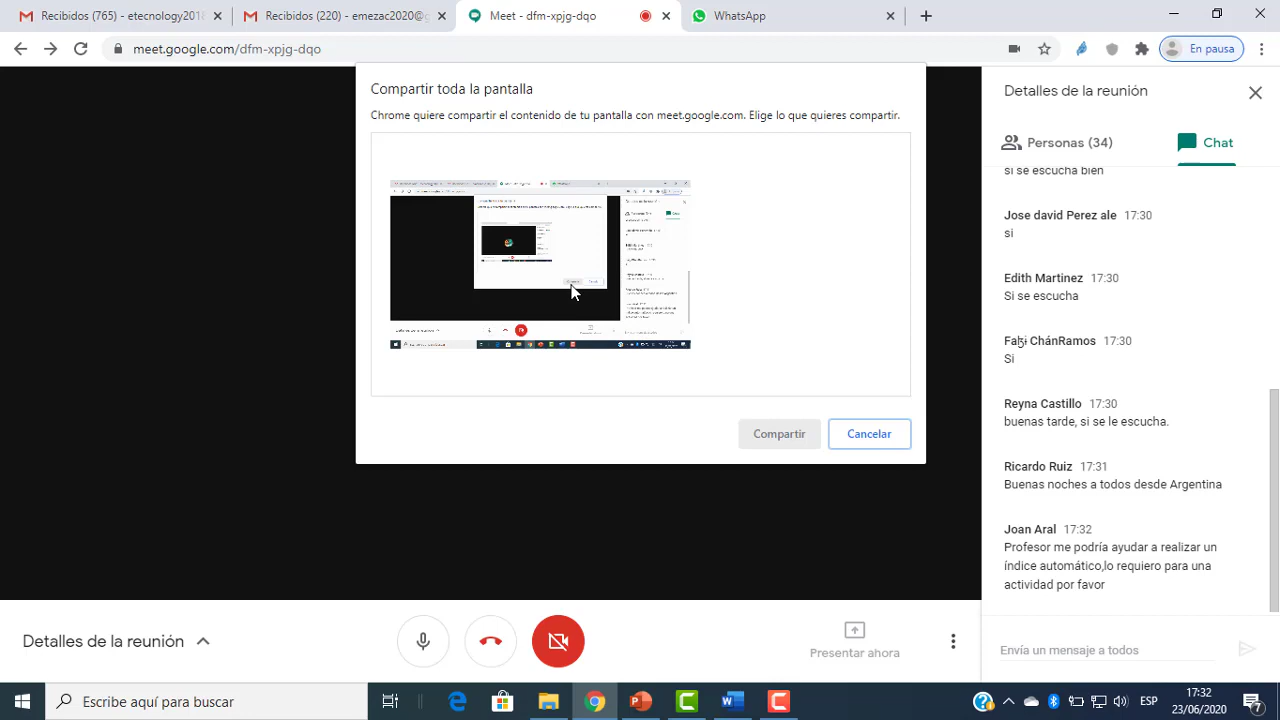 Recibidos (765) - etecnology201
Recibidos (220) - emezac2020@
Meet - dfm-xpjg-dqo
WhatsApp
meet.google.com/dfm-xpjg-dqo
En pausa
Compartir toda la pantalla
Chrome quiere compartir el contenido de tu pantalla con meet.google.com. Elige lo que quieres compartir.
Compartir
Cancelar
Detalles de la reunión
Personas (34)
Chat
si se escucha bien
Jose david Perez ale 17:30
si
Edith Martinez 17:30
Si se escucha
ChánRamos 17:30
Si
Reyna Castillo 17:30
buenas tarde, si se le escucha.
Ricardo Ruiz 17:31
Buenas noches a todos desde Argentina
Joan Aral 17:32
Profesor me podría ayudar a realizar un
índice automático,lo requiero para una
actividad por favor
Envía un mensaje a todos
Detalles de la reunión
Presentar ahora
Escribe aquí para buscar
ESP
17:32
23/06/2020
7